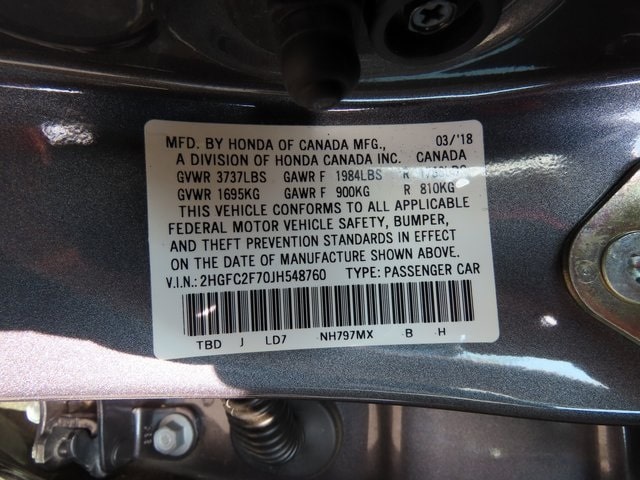 MFD. BY HONDA OF CANADA MFG., 03/'18
A DIVISION OF HONDA CANADA INC. CANADA
GVWR 3737LBS GAWR F 1984LBS R
GVWR 1695KG GAWR F 900KG R 810KG
THIS VEHICLE CONFORMS TO ALL APPLICABLE
FEDERAL MOTOR VEHICLE SAFETY, BUMPER,
AND THEFT PREVENTION STANDARDS IN EFFECT
ON THE DATE OF MANUFACTURE SHOWN ABOVE.
V.I.N.: 2HGFC2F70JH548760 TYPE: PASSENGER CAR
TBD J LD7 NH797MX B H